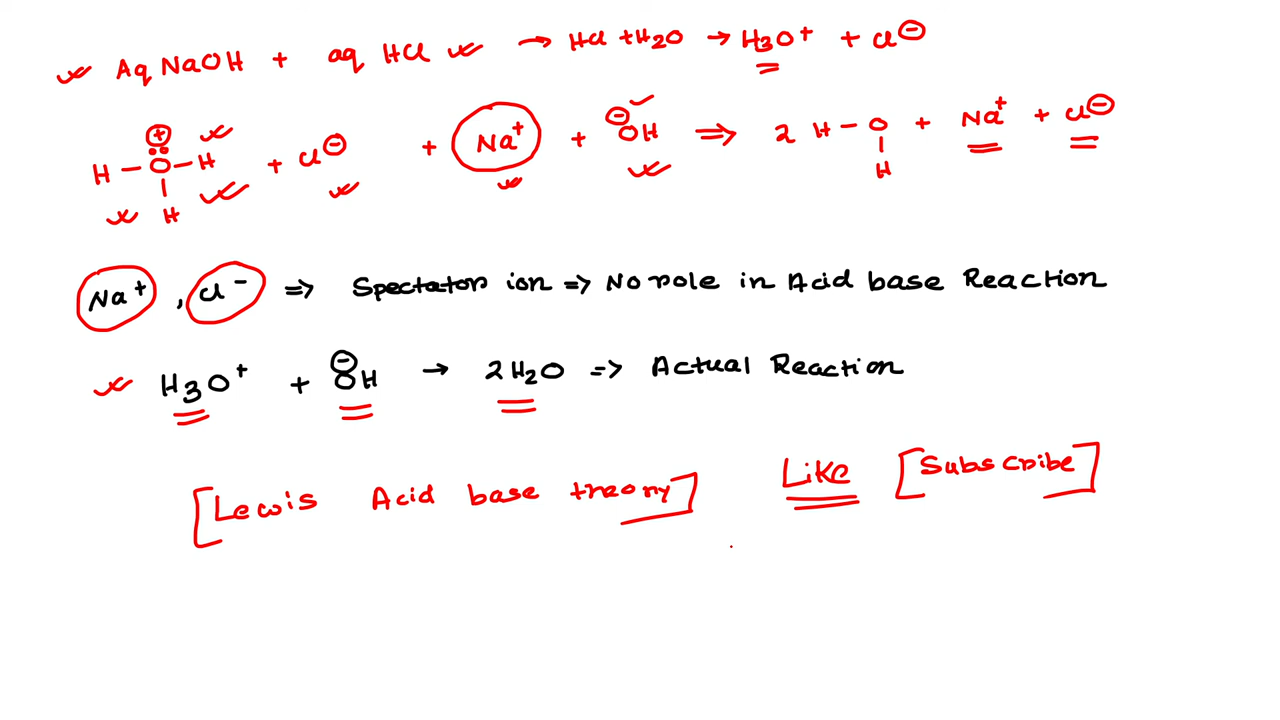 Aq NaOH + aq HCl → HCl + H2O → H3O+ + Cl⊖
H – O⊕ – H + Cl⊖ + Na+ + ⊖OH ⇒ 2 H – O + Na+ + Cl⊖
H H
Na+ , Cl− ⇒ Spectator ion ⇒ No role in Acid base Reaction
H3O+ + ⊖OH → 2H2O ⇒ Actual Reaction
[Lewis Acid base theory] Like [Subscribe]